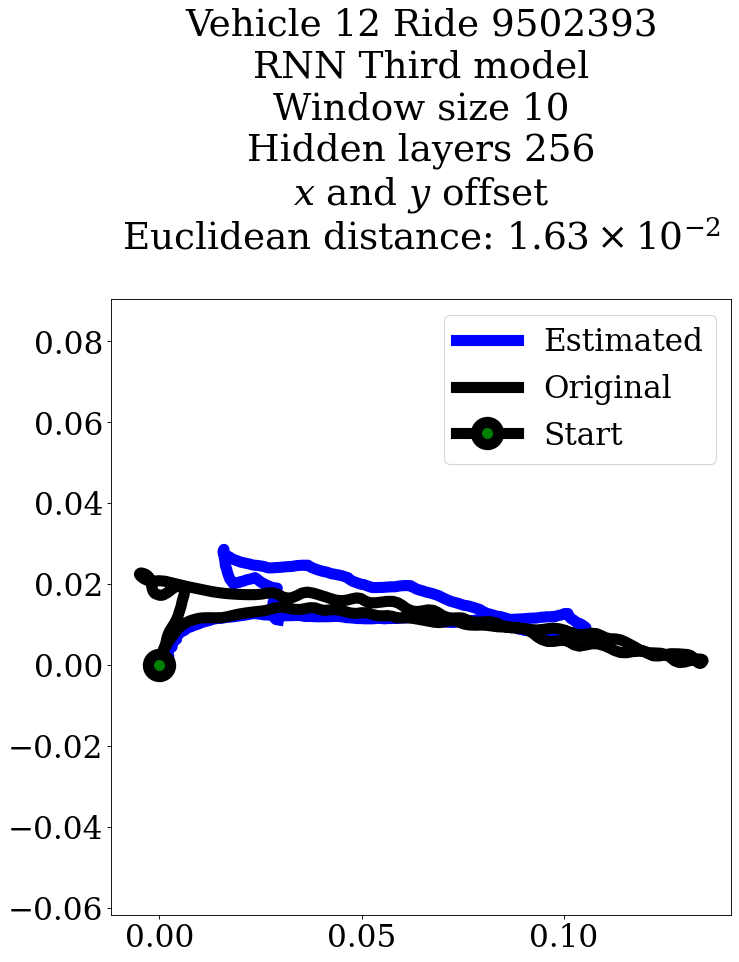 Vehicle 12 Ride 9502393
RNN Third model
Window size 10
Hidden layers 256
x and y offset
Euclidean distance: 1.63 × 10⁻²
Estimated
Original
Start
0.08
0.06
0.04
0.02
0.00
−0.02
−0.04
−0.06
0.00 0.05 0.10